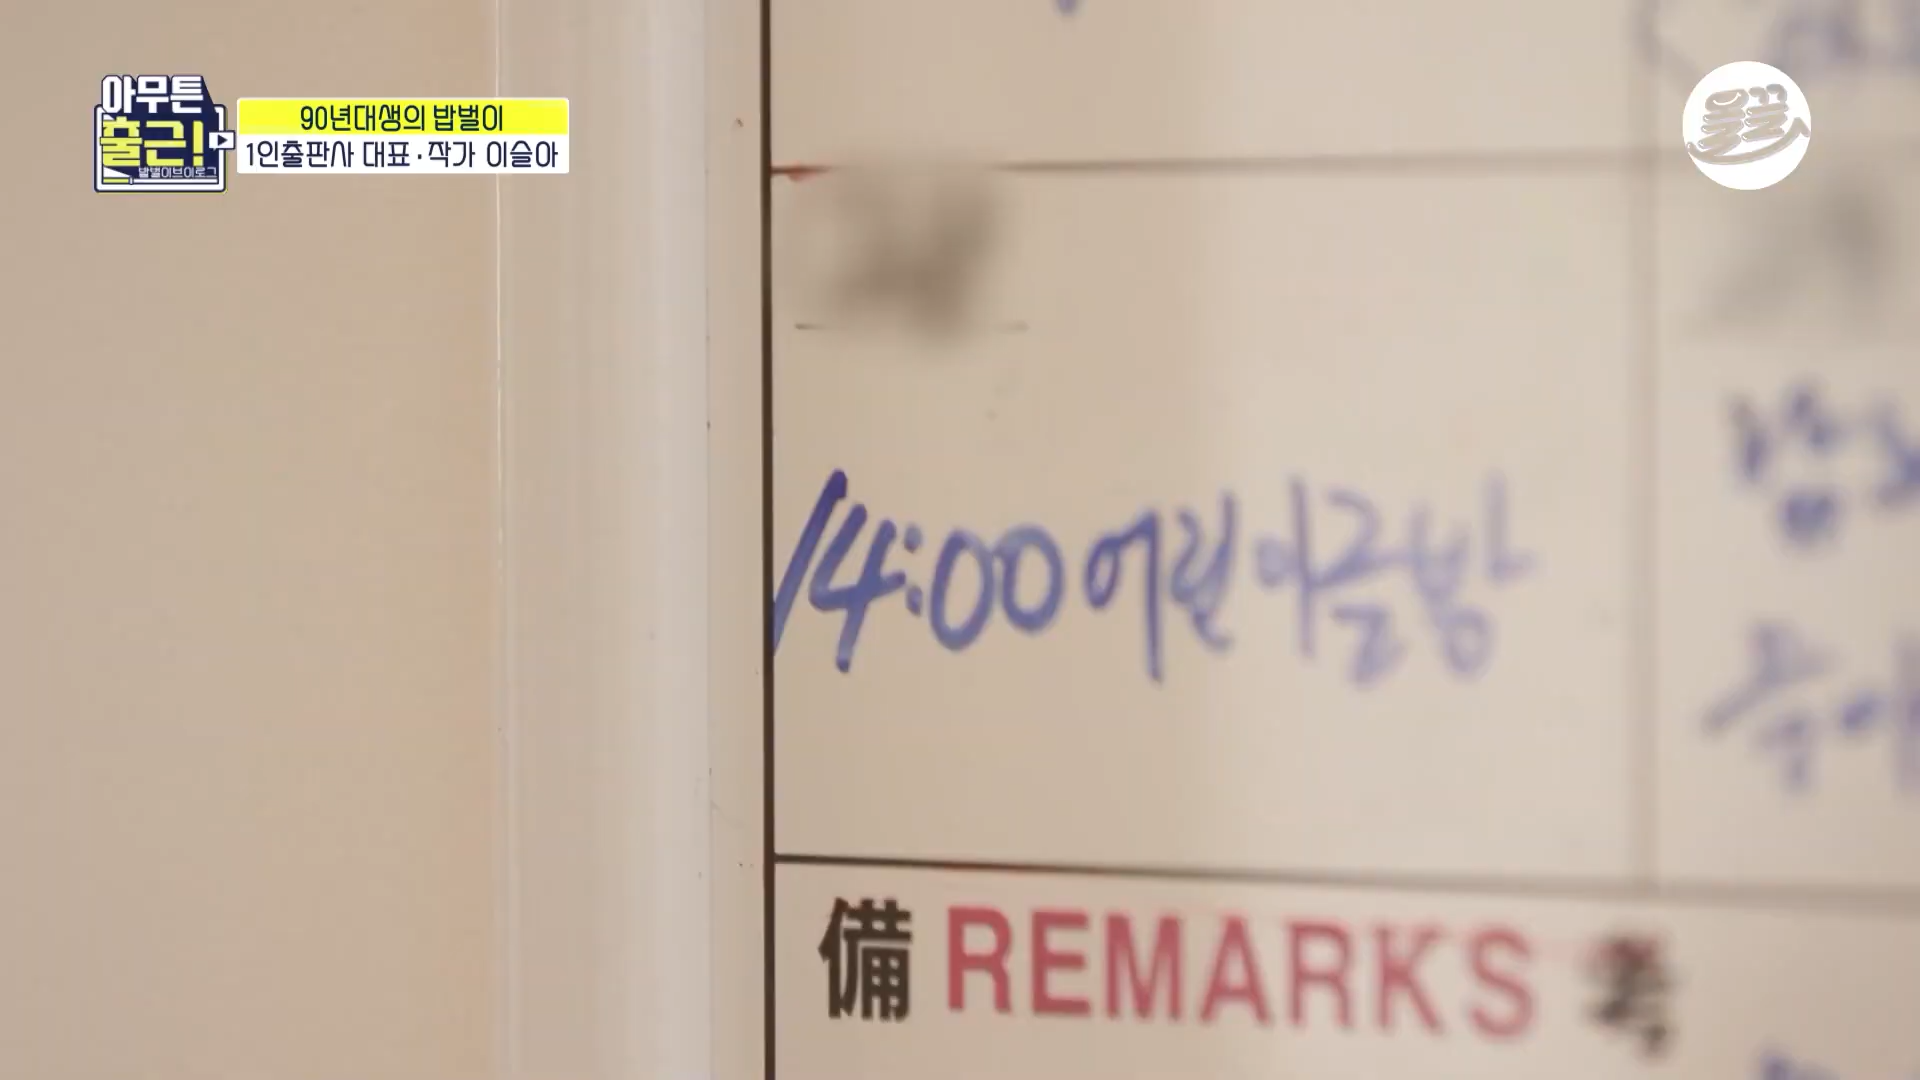 아무튼
출근!
밥벌이브이로그
90년대생의 밥벌이
1인출판사 대표·작가 이슬아
올끌
14:00 어린이글방
備 REMARKS 考